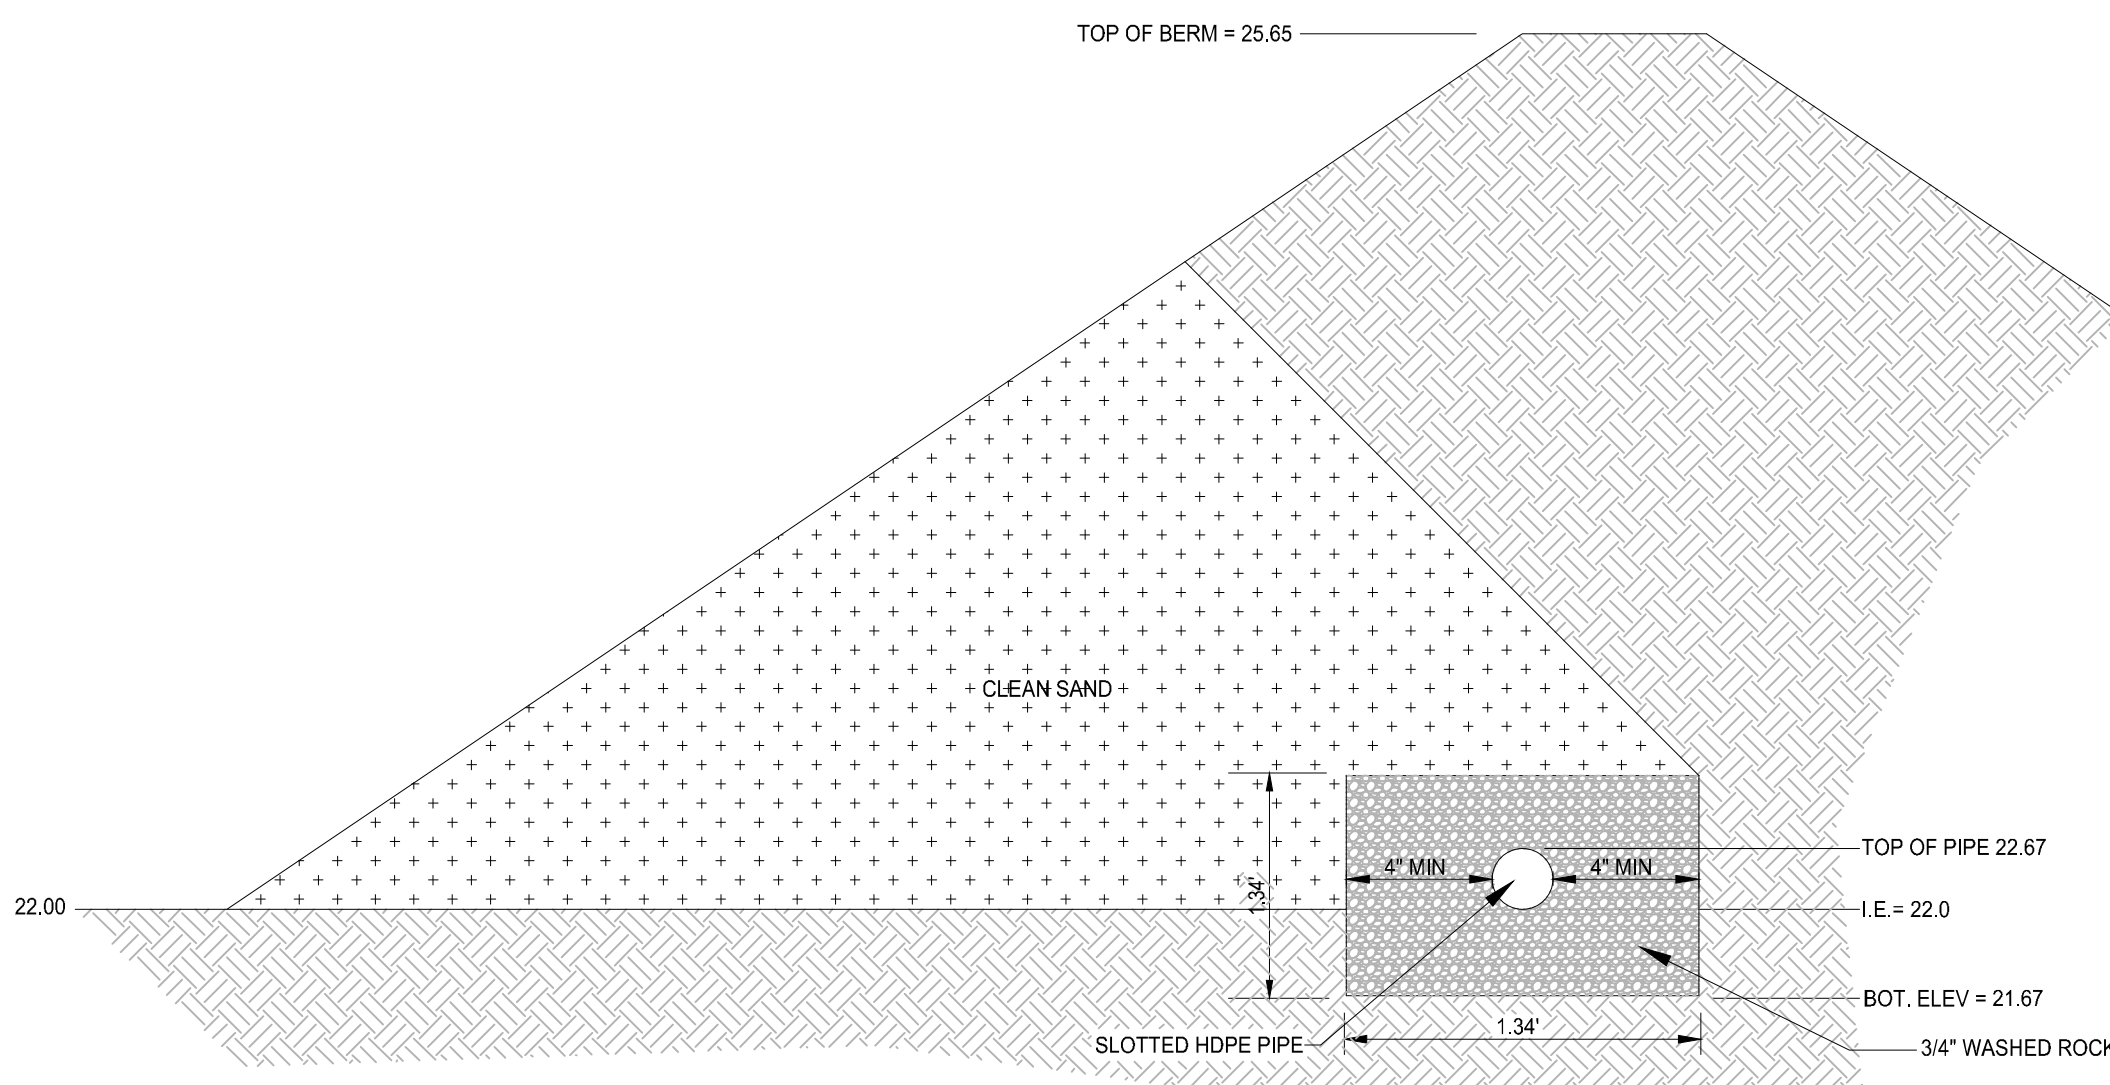 TOP OF BERM = 25.65
CLEAN SAND
TOP OF PIPE 22.67
4" MIN
4" MIN
1.34'
22.00
I.E.= 22.0
BOT. ELEV = 21.67
1.34'
SLOTTED HDPE PIPE
3/4" WASHED ROCK